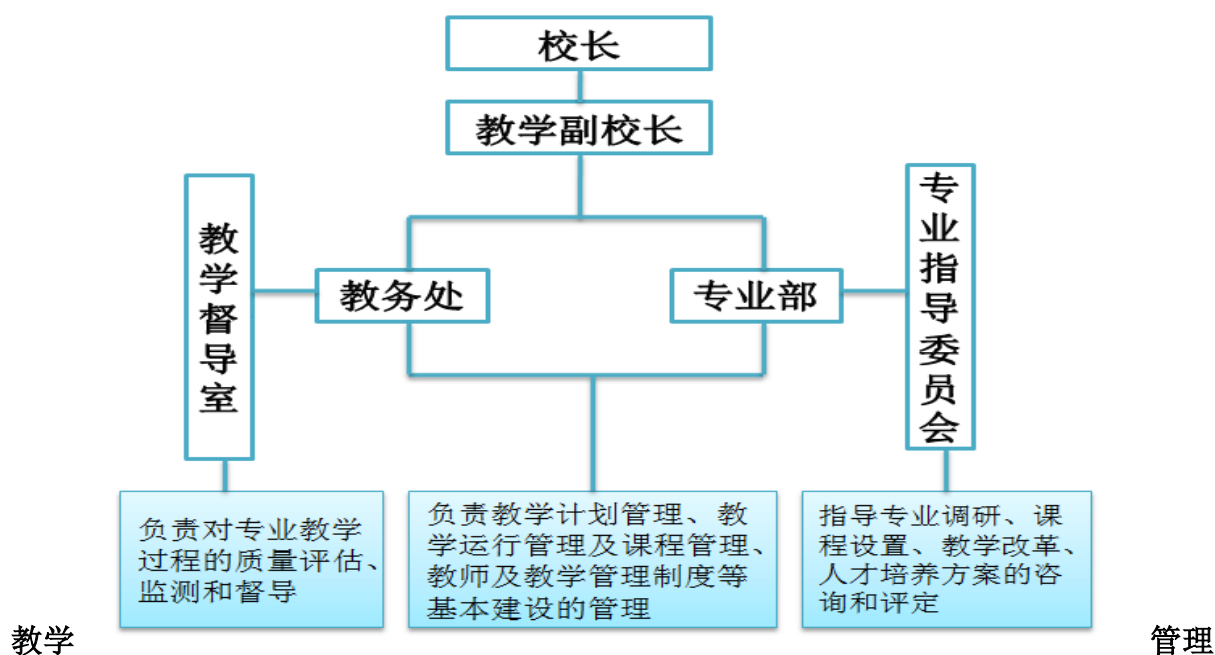 校长
教学副校长
教学督导室
教务处
专业部
专业指导委员会
负责对专业教学
过程的质量评估、
监测和督导
负责教学计划管理、教
学运行管理及课程管理、
教师及教学管理制度等
基本建设的管理
指导专业调研、课
程设置、教学改革、
人才培养方案的咨
询和评定
教学 管理